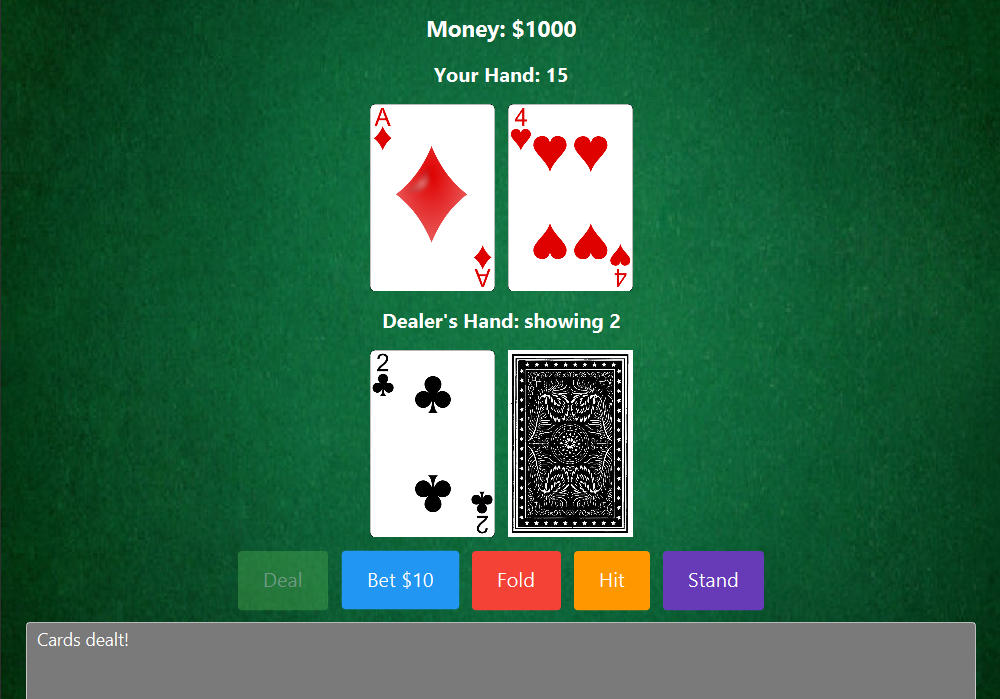 Money: $1000
Your Hand: 15
A
A
4
4
Dealer's Hand: showing 2
2
2
Deal
Bet $10
Fold
Hit
Stand
Cards dealt!